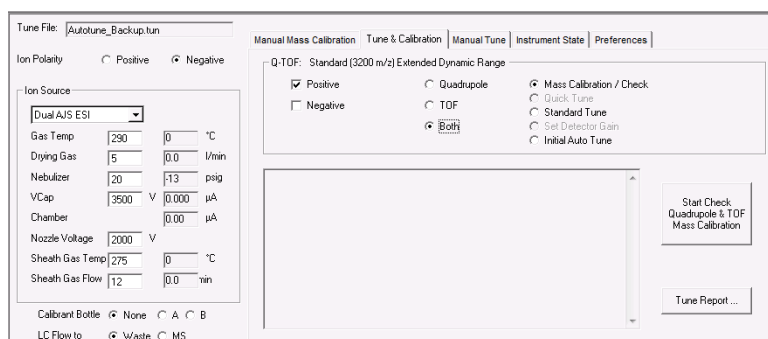 Tune File: Autotune_Backup.tun
Ion Polarity Positive Negative
Ion Source
Dual AJS ESI
Gas Temp 290 0 °C
Drying Gas 5 0.0 l/min
Nebulizer 20 -13 psig
VCap 3500 V 0.000 µA
Chamber 0.00 µA
Nozzle Voltage 2000 V
Sheath Gas Temp 275 0 °C
Sheath Gas Flow 12 0.0 min
Calibrant Bottle None A B
LC Flow to Waste MS
Manual Mass Calibration Tune & Calibration Manual Tune Instrument State Preferences
Q-TOF: Standard (3200 m/z) Extended Dynamic Range
Positive Quadrupole Mass Calibration / Check
Quick Tune
Negative TOF Standard Tune
Set Detector Gain
Both Initial Auto Tune
Start Check
Quadrupole & TOF
Mass Calibration
Tune Report ...